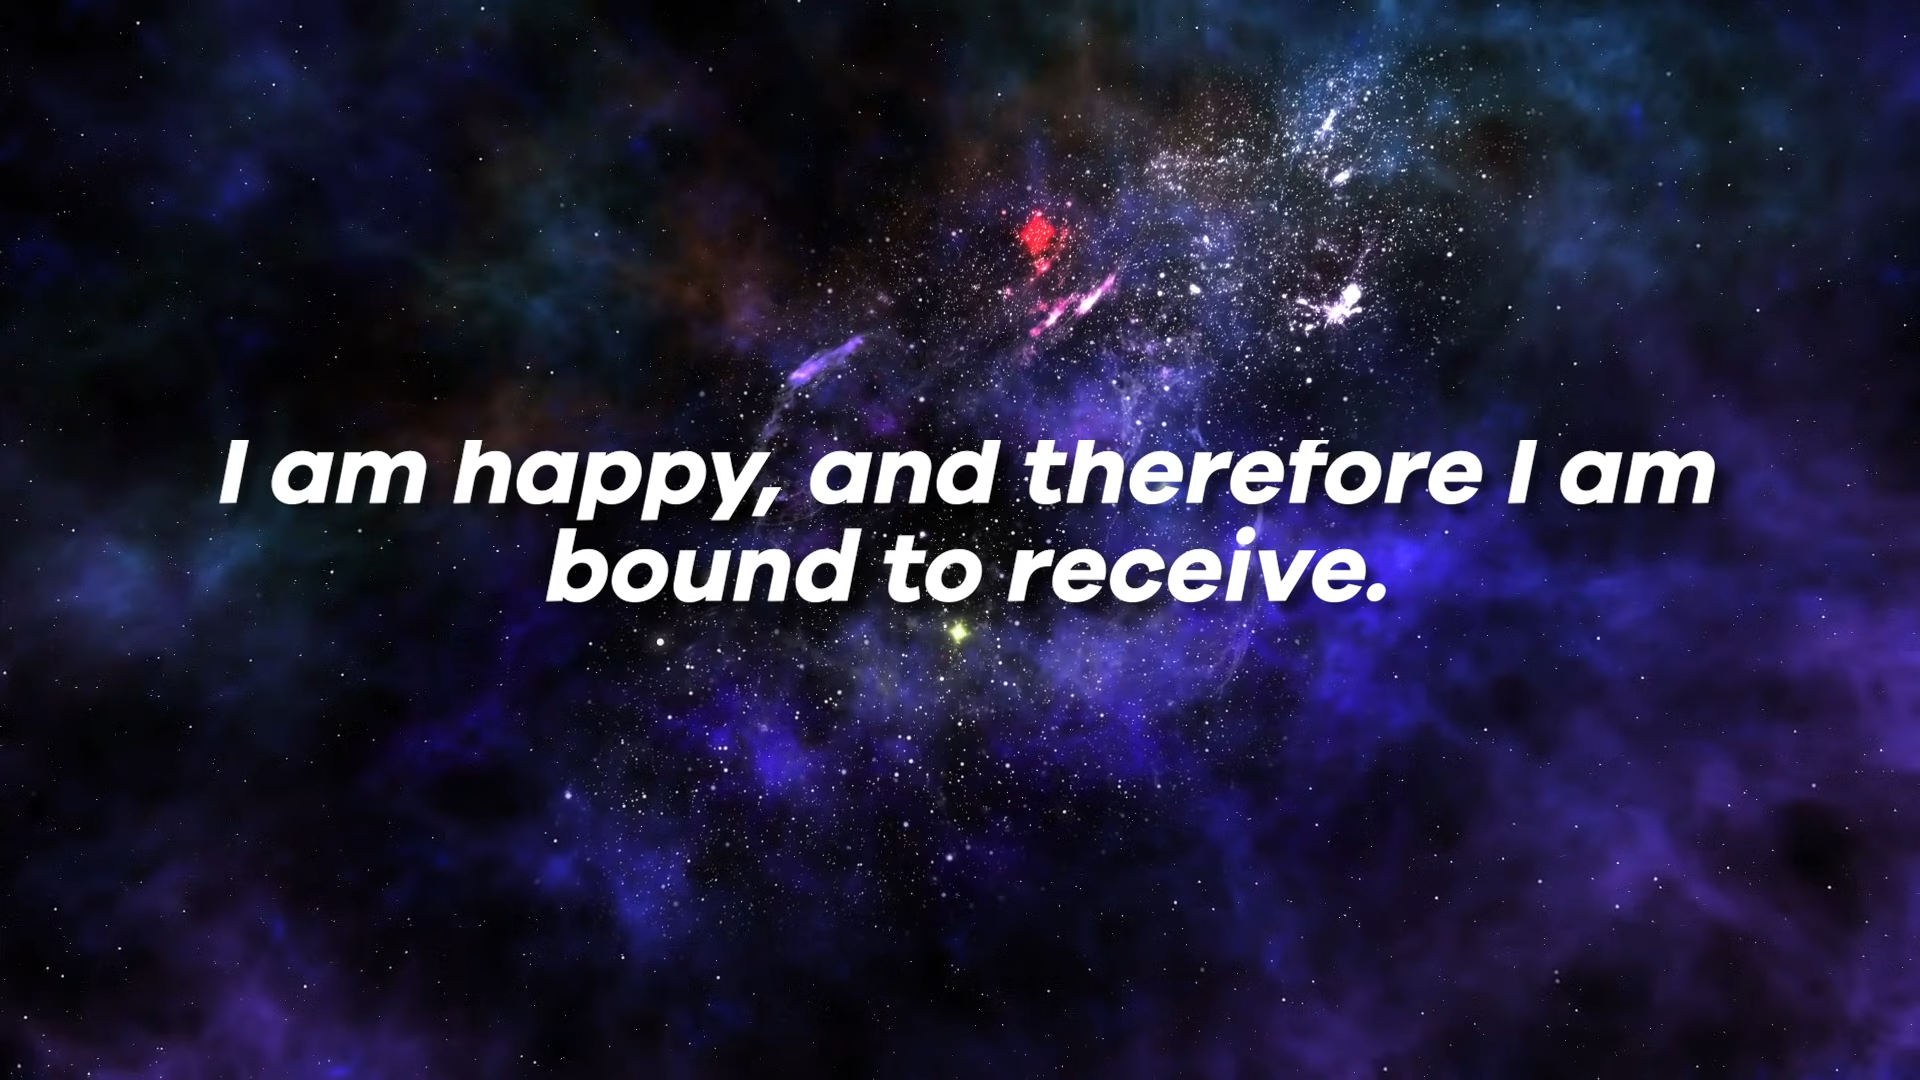 I am happy, and therefore I am
bound to receive.